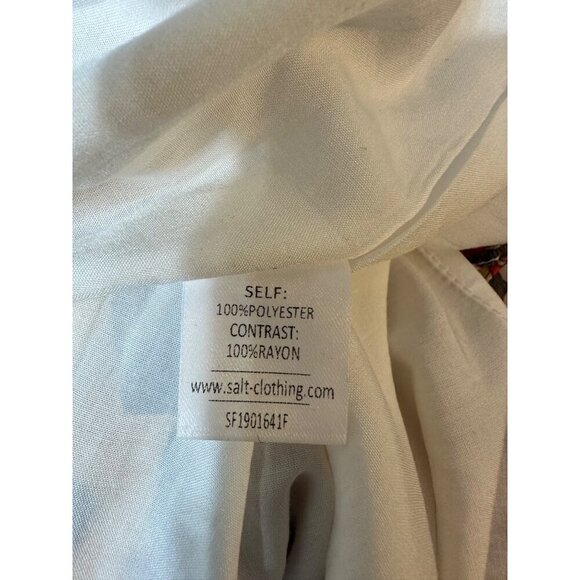 SELF:
100%POLYESTER
CONTRAST:
100%RAYON
www.salt-clothing.com
SF1901641F